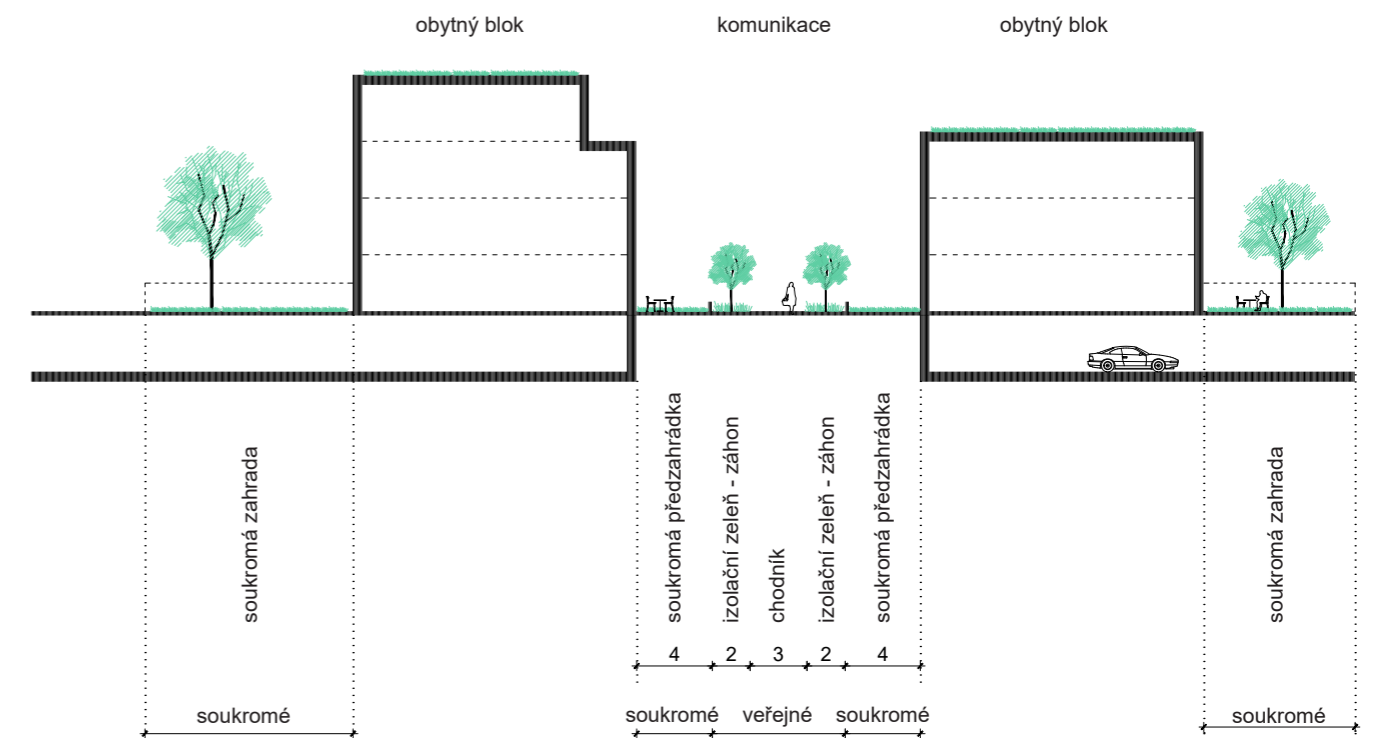 obytný blok
komunikace
obytný blok
soukromá zahrada
soukromá předzahrádka
izolační zeleň - záhon
chodník
izolační zeleň - záhon
soukromá předzahrádka
soukromá zahrada
4
2
3
2
4
soukromé
soukromé
veřejné
soukromé
soukromé